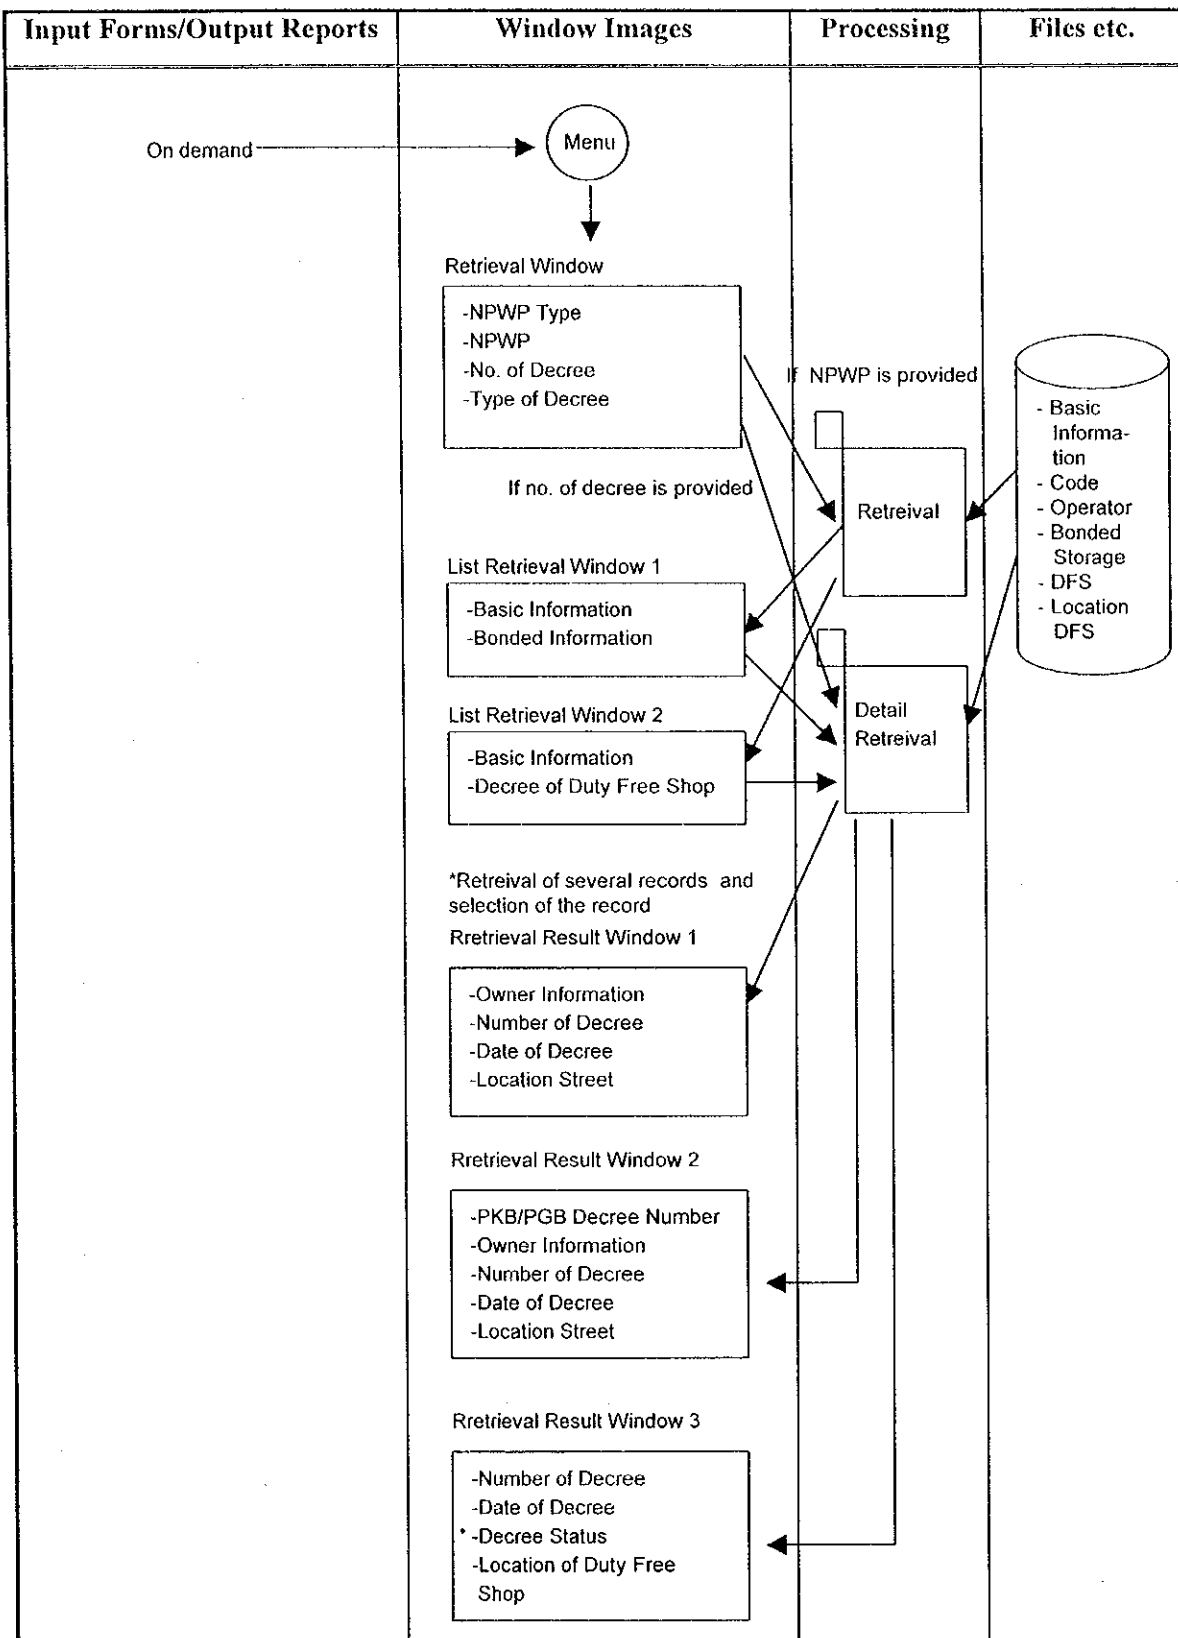 Input Forms/Output Reports
Window Images
Processing
Files etc.
On demand
Menu
Retrieval Window
-NPWP Type
-NPWP
-No. of Decree
-Type of Decree
If NPWP is provided
If no. of decree is provided
Retreival
- Basic
Informa-
tion
- Code
- Operator
- Bonded
Storage
- DFS
- Location
DFS
List Retrieval Window 1
-Basic Information
-Bonded Information
List Retrieval Window 2
-Basic Information
-Decree of Duty Free Shop
Detail
Retreival
*Retreival of several records and
selection of the record
Rretrieval Result Window 1
-Owner Information
-Number of Decree
-Date of Decree
-Location Street
Rretrieval Result Window 2
-PKB/PGB Decree Number
-Owner Information
-Number of Decree
-Date of Decree
-Location Street
Rretrieval Result Window 3
-Number of Decree
-Date of Decree
-Decree Status
-Location of Duty Free
Shop